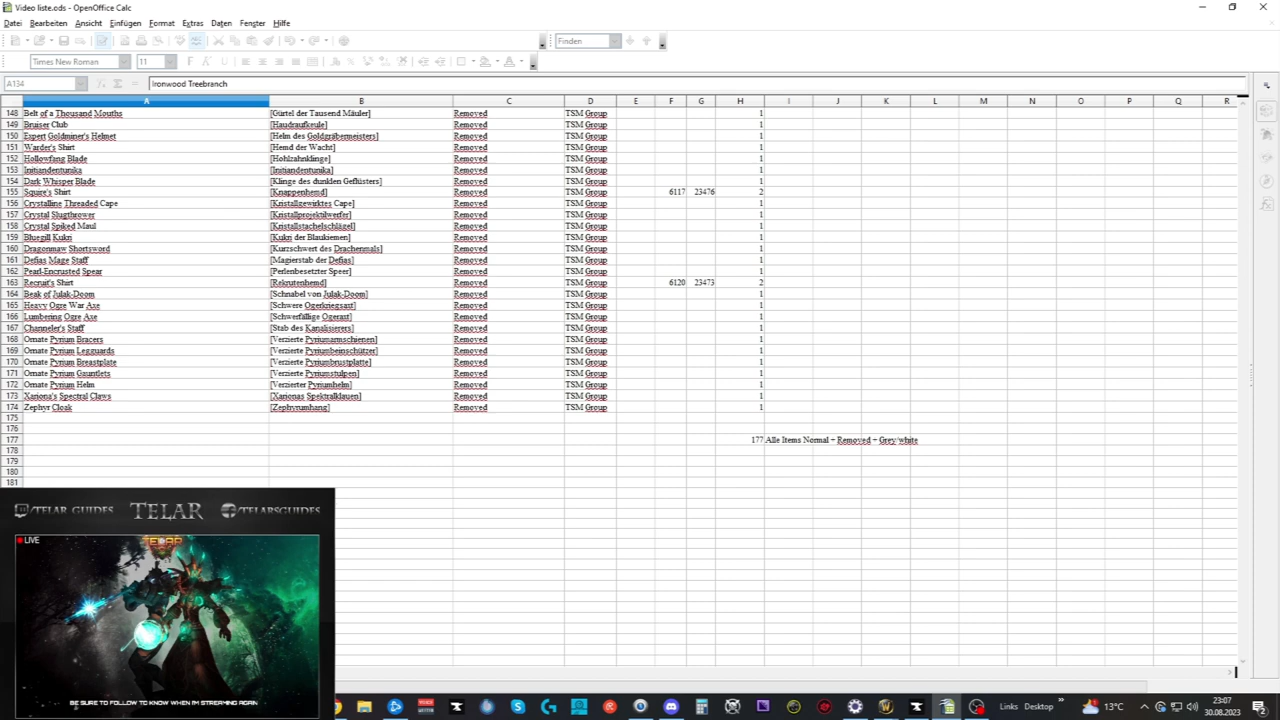 Video liste.ods - OpenOffice Calc
Datei Bearbeiten Ansicht Einfügen Format Extras Daten Fenster Hilfe
Finden
Times New Roman 11
A134 Ironwood Treebranch
A B C D E F G H I J K L M N O P Q R
148 Belt of a Thousand Mouths [Gürtel der Tausend Mäuler] Removed TSM Group 1
149 Bruiser Club [Haudraufkeule] Removed TSM Group 1
150 Expert Goldminer's Helmet [Helm des Goldgräbermeisters] Removed TSM Group 1
151 Warder's Shirt [Hemd der Wacht] Removed TSM Group 1
152 Hollowfang Blade [Hohlzahnklinge] Removed TSM Group 1
153 Initiandentunika [Initiandentunika] Removed TSM Group 1
154 Dark Whisper Blade [Klinge des dunklen Geflüsters] Removed TSM Group 1
155 Squire's Shirt [Knappenhemd] Removed TSM Group 6117 23476 2
156 Crystalline Threaded Cape [Kristallgewirktes Cape] Removed TSM Group 1
157 Crystal Slugthrower [Kristallprojektilwerfer] Removed TSM Group 1
158 Crystal Spiked Maul [Kristallstachelschlägel] Removed TSM Group 1
159 Bluegill Kukri [Kukri der Blaukiemen] Removed TSM Group 1
160 Dragonmaw Shortsword [Kurzschwert des Drachenmals] Removed TSM Group 1
161 Defias Mage Staff [Magierstab der Defias] Removed TSM Group 1
162 Pearl-Encrusted Spear [Perlenbesetzter Speer] Removed TSM Group 1
163 Recruit's Shirt [Rekrutenhemd] Removed TSM Group 6120 23473 2
164 Beak of Julak-Doom [Schnabel von Julak-Doom] Removed TSM Group 1
165 Heavy Ogre War Axe [Schwere Ogerkriegsaxt] Removed TSM Group 1
166 Lumbering Ogre Axe [Schwerfällige Ogeraxt] Removed TSM Group 1
167 Channeler's Staff [Stab des Kanalisierers] Removed TSM Group 1
168 Ornate Pyrium Bracers [Verzierte Pyriumarmschienen] Removed TSM Group 1
169 Ornate Pyrium Legguards [Verzierte Pyriumbeinschützer] Removed TSM Group 1
170 Ornate Pyrium Breastplate [Verzierte Pyriumbrustplatte] Removed TSM Group 1
171 Ornate Pyrium Gauntlets [Verzierte Pyriumstulpen] Removed TSM Group 1
172 Ornate Pyrium Helm [Verzierter Pyriumhelm] Removed TSM Group 1
173 Xariona's Spectral Claws [Xarionas Spektralklauen] Removed TSM Group 1
174 Zephyr Cloak [Zephyrumhang] Removed TSM Group 1
175
176
177 177 Alle Items Normal + Removed + Grey/white
178
179
180
181
/TELAR GUIDES TELAR /TELARSGUIDES
LIVE
TELAR
BE SURE TO FOLLOW TO KNOW WHEN I'M STREAMING AGAIN
Links Desktop 13°C 23:07
30.08.2023